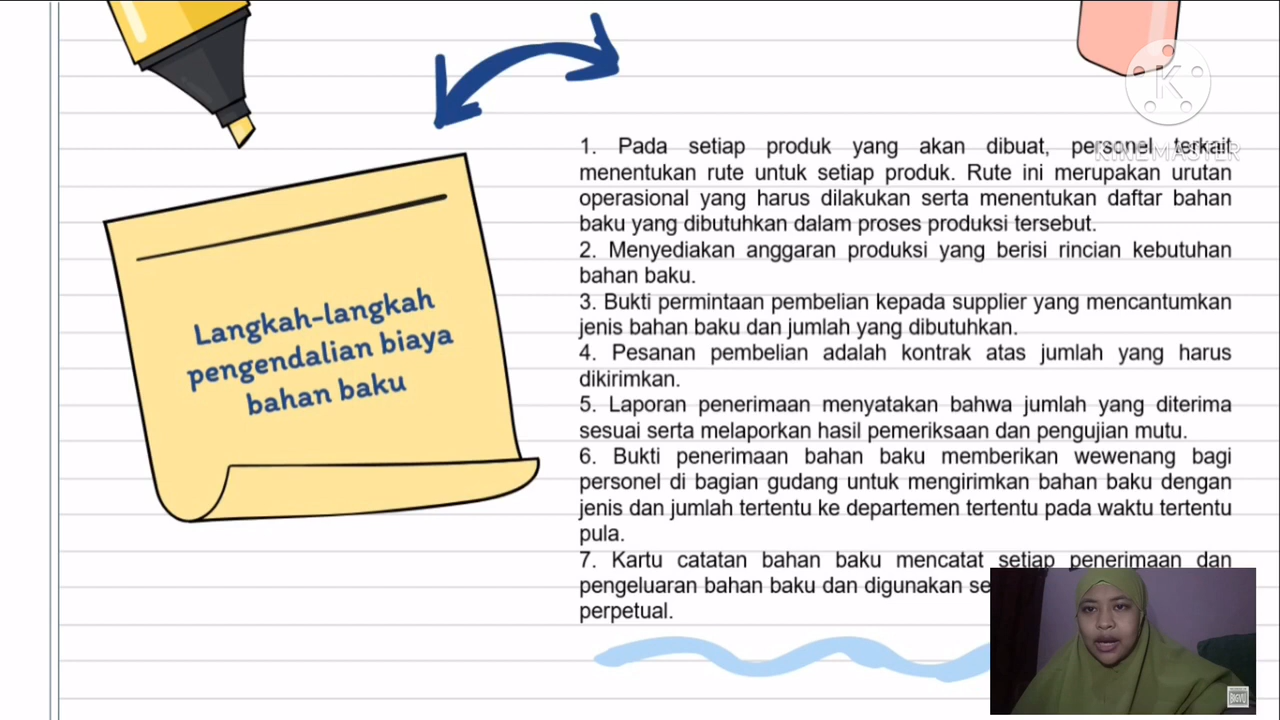 KINEMASTER
Langkah-langkah
pengendalian biaya
bahan baku
1. Pada setiap produk yang akan dibuat, personel terkait
menentukan rute untuk setiap produk. Rute ini merupakan urutan
operasional yang harus dilakukan serta menentukan daftar bahan
baku yang dibutuhkan dalam proses produksi tersebut.
2. Menyediakan anggaran produksi yang berisi rincian kebutuhan
bahan baku.
3. Bukti permintaan pembelian kepada supplier yang mencantumkan
jenis bahan baku dan jumlah yang dibutuhkan.
4. Pesanan pembelian adalah kontrak atas jumlah yang harus
dikirimkan.
5. Laporan penerimaan menyatakan bahwa jumlah yang diterima
sesuai serta melaporkan hasil pemeriksaan dan pengujian mutu.
6. Bukti penerimaan bahan baku memberikan wewenang bagi
personel di bagian gudang untuk mengirimkan bahan baku dengan
jenis dan jumlah tertentu ke departemen tertentu pada waktu tertentu
pula.
7. Kartu catatan bahan baku mencatat setiap penerimaan dan
pengeluaran bahan baku dan digunakan
perpetual.
BIGVU